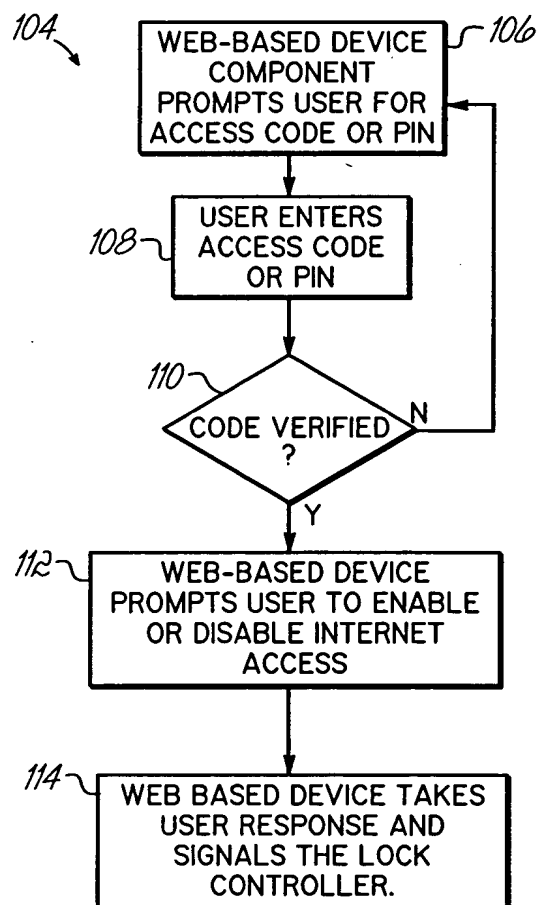 104
106
WEB-BASED DEVICE
COMPONENT
PROMPTS USER FOR
ACCESS CODE OR PIN
108
USER ENTERS
ACCESS CODE
OR PIN
110
CODE VERIFIED
?
N
Y
112
WEB-BASED DEVICE
PROMPTS USER TO ENABLE
OR DISABLE INTERNET
ACCESS
114
WEB BASED DEVICE TAKES
USER RESPONSE AND
SIGNALS THE LOCK
CONTROLLER.